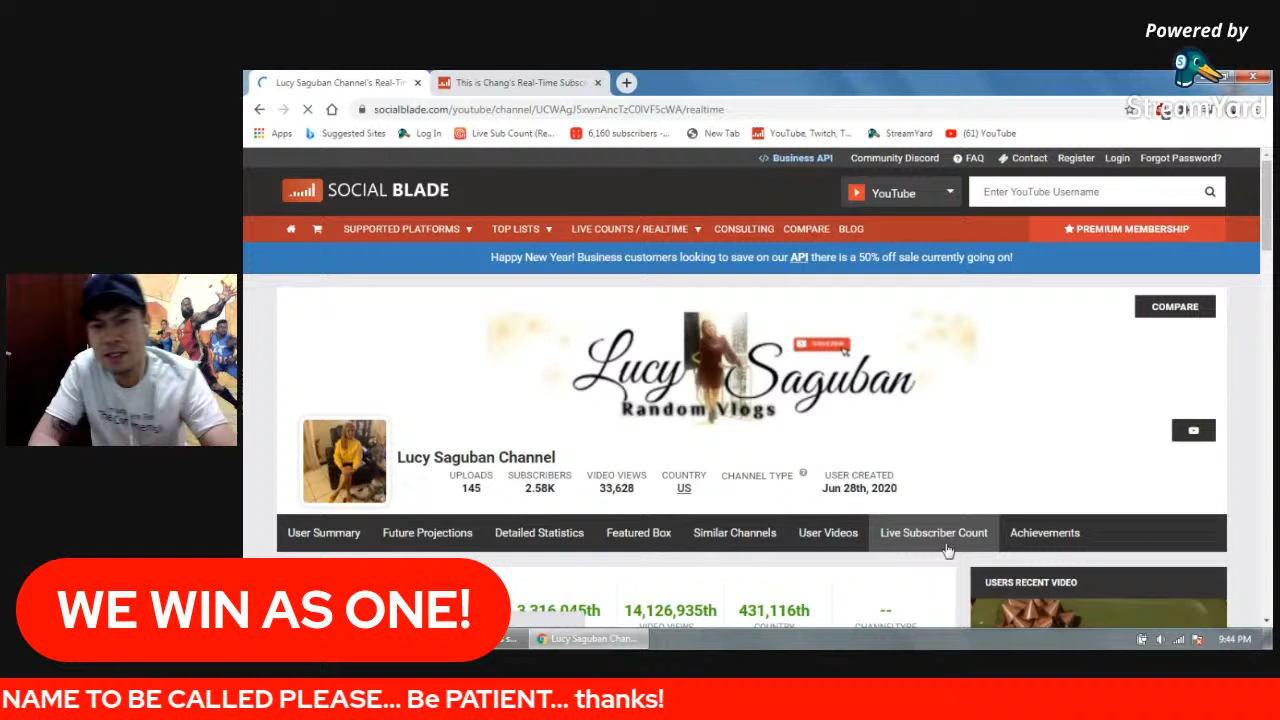 Powered by
StreamYard
Lucy Saguban Channel's Real-Tir
This is Chang's Real-Time Subsc
socialblade.com/youtube/channel/UCWAgJ5xwnAncTzC0IVF5cWA/realtime
Apps
Suggested Sites
Log In
Live Sub Count (Re...
6,160 subscribers -...
New Tab
YouTube, Twitch, T...
StreamYard
(61) YouTube
Business API
Community Discord
FAQ
Contact
Register
Login
Forgot Password?
SOCIAL BLADE
YouTube
Enter YouTube Username
SUPPORTED PLATFORMS
TOP LISTS
LIVE COUNTS / REALTIME
CONSULTING
COMPARE
BLOG
PREMIUM MEMBERSHIP
Happy New Year! Business customers looking to save on our API there is a 50% off sale currently going on!
COMPARE
Lucy Saguban
Random Vlogs
Lucy Saguban Channel
UPLOADS
145
SUBSCRIBERS
2.58K
VIDEO VIEWS
33,628
COUNTRY
US
CHANNEL TYPE
USER CREATED
Jun 28th, 2020
User Summary
Future Projections
Detailed Statistics
Featured Box
Similar Channels
User Videos
Live Subscriber Count
Achievements
3,316,045th
14,126,935th
VIDEO VIEWS
431,116th
COUNTRY
--
CHANNELTYPE
USERS RECENT VIDEO
Lucy Saguban Chan...
9:44 PM
WE WIN AS ONE!
NAME TO BE CALLED PLEASE... Be PATIENT... thanks!